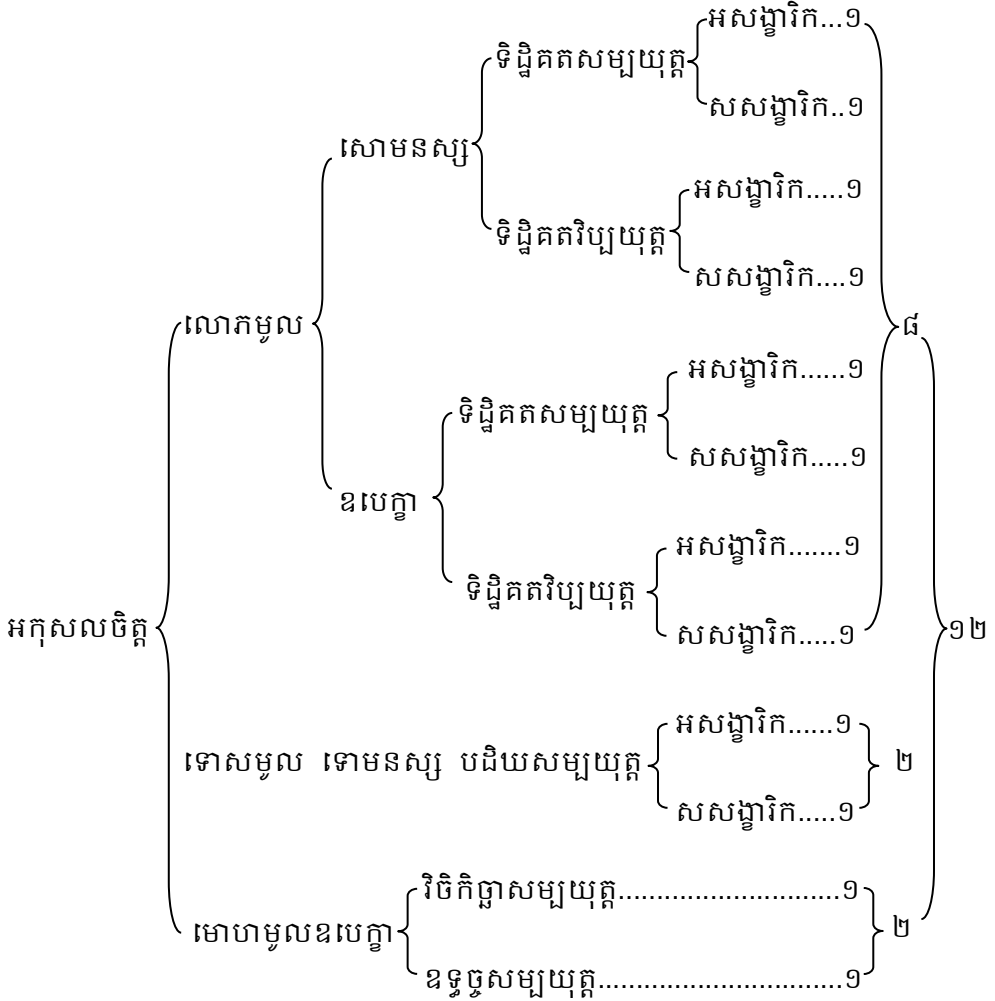 អសង្ខារិក...១
ទិដ្ឋិគតសម្បយុត្ត
សសង្ខារិក..១
សោមនស្ស
អសង្ខារិក.....១
ទិដ្ឋិគតវិប្បយុត្ត
សសង្ខារិក....១
លោភមូល
៨
អសង្ខារិក......១
ទិដ្ឋិគតសម្បយុត្ត
សសង្ខារិក.....១
ឧបេក្ខា
អសង្ខារិក.......១
ទិដ្ឋិគតវិប្បយុត្ត
សសង្ខារិក.....១
អកុសលចិត្ត
១២
អសង្ខារិក......១
ទោសមូល ទោមនស្ស បដិឃសម្បយុត្ត
២
សសង្ខារិក.....១
វិចិកិច្ឆាសម្បយុត្ត.............................១
មោហមូលឧបេក្ខា
២
ឧទ្ធច្ចសម្បយុត្ត................................១